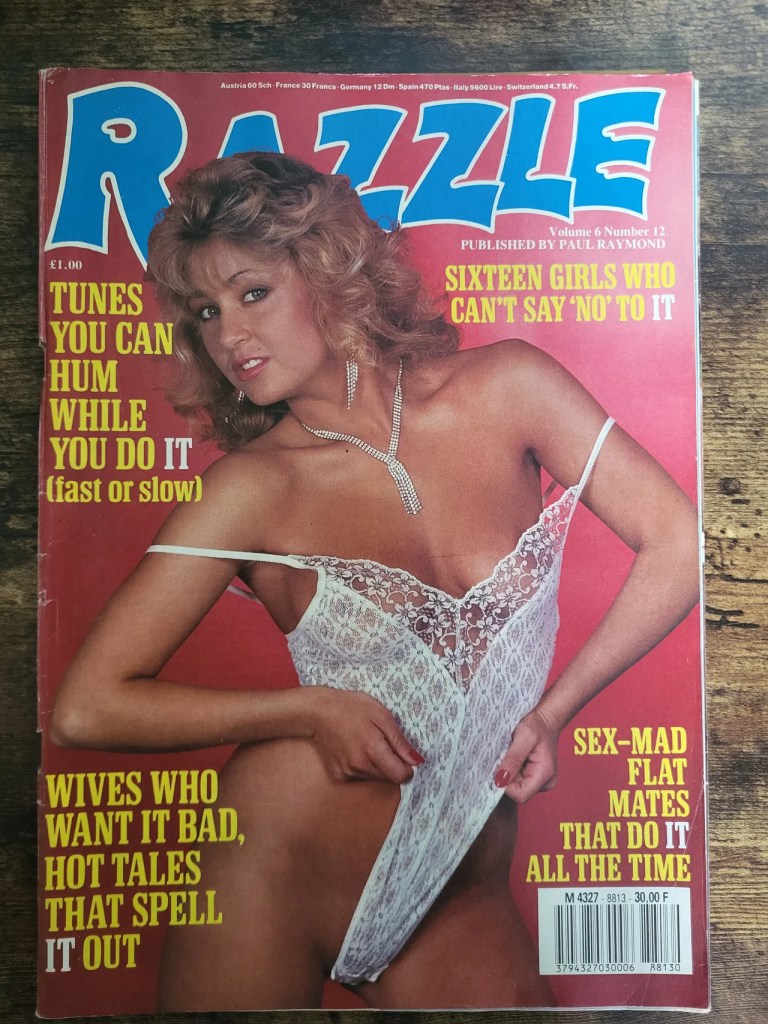 Austria 60 Sch · France 30 Francs · Germany 12 Dm · Spain 470 Ptas · Italy 5600 Lire · Switzerland 4.7 S.Fr.
RAZZLE
Volume 6 Number 12
PUBLISHED BY PAUL RAYMOND
£1.00
TUNES
YOU CAN
HUM
WHILE
YOU DO IT
(fast or slow)
SIXTEEN GIRLS WHO
CAN'T SAY 'NO' TO IT
WIVES WHO
WANT IT BAD,
HOT TALES
THAT SPELL
IT OUT
SEX-MAD
FLAT
MATES
THAT DO IT
ALL THE TIME
M 4327 - 8813 - 30,00 F
3794327030006 88130